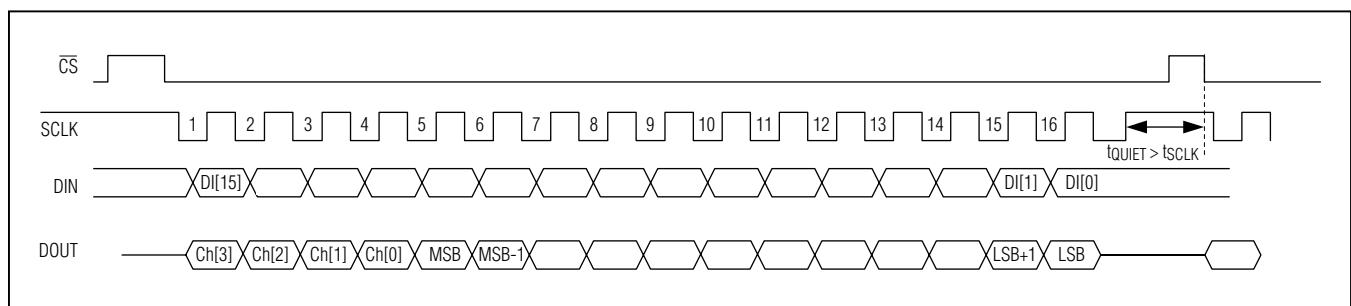 CS
SCLK 1 2 3 4 5 6 7 8 9 10 11 12 13 14 15 16
tQUIET > tSCLK
DIN DI[15] DI[1] DI[0]
DOUT Ch[3] Ch[2] Ch[1] Ch[0] MSB MSB-1 LSB+1 LSB